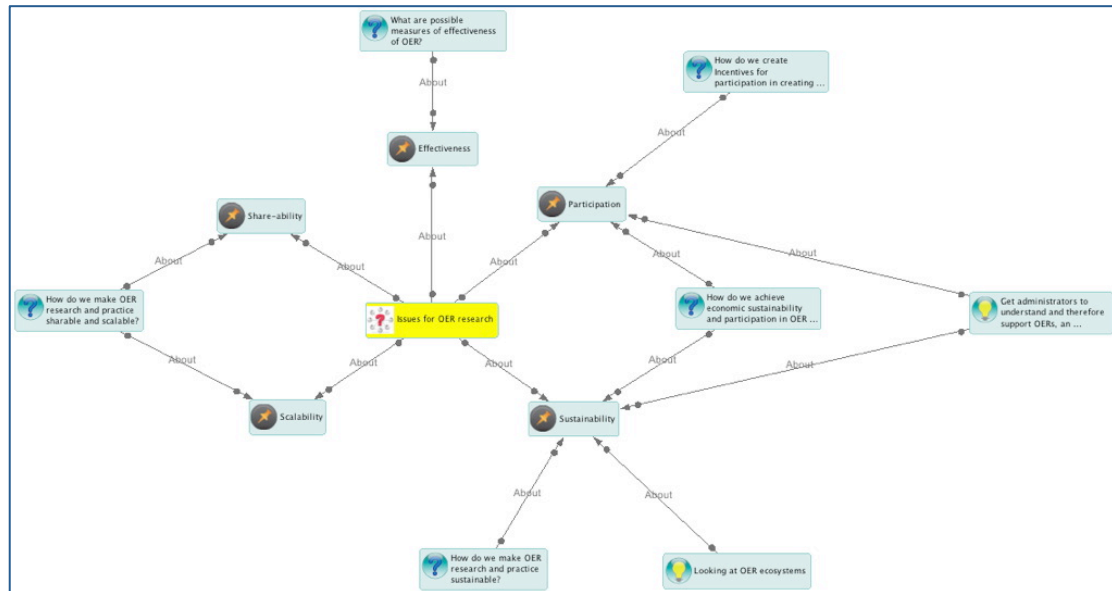 What are possible
measures of effectiveness
of OER?
How do we create
Incentives for
participation in creating ...
About
About
Effectiveness
About
Share-ability
Participation
About
About
About
About
About
How do we make OER
research and practice
sharable and scalable?
Issues for OER research
How do we achieve
economic sustainability
and participation in OER ...
Get administrators to
understand and therefore
support OERs, an ...
About
About
About
About
About
Scalability
Sustainability
About
About
How do we make OER
research and practice
sustainable?
Looking at OER ecosystems